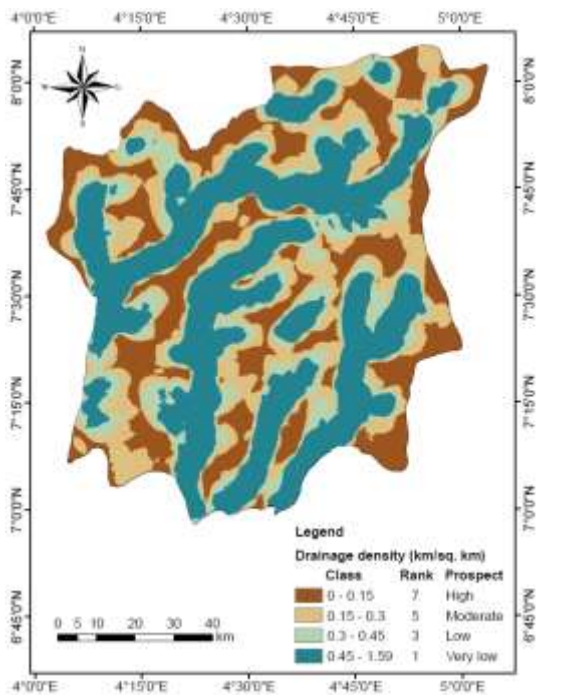 4°0'0"E 4°15'0"E 4°30'0"E 4°45'0"E 5°0'0"E
N
W E
S
8°0'0"N 8°0'0"N
7°45'0"N 7°45'0"N
7°30'0"N 7°30'0"N
7°15'0"N 7°15'0"N
7°0'0"N 7°0'0"N
6°45'0"N 6°45'0"N
Legend
Drainage density (km/sq. km)
Class Rank Prospect
0 - 0.15 7 High
0.15 - 0.3 5 Moderate
0.3 - 0.45 3 Low
0.45 - 1.59 1 Very low
0 5 10 20 30 40
km
4°0'0"E 4°15'0"E 4°30'0"E 4°45'0"E 5°0'0"E